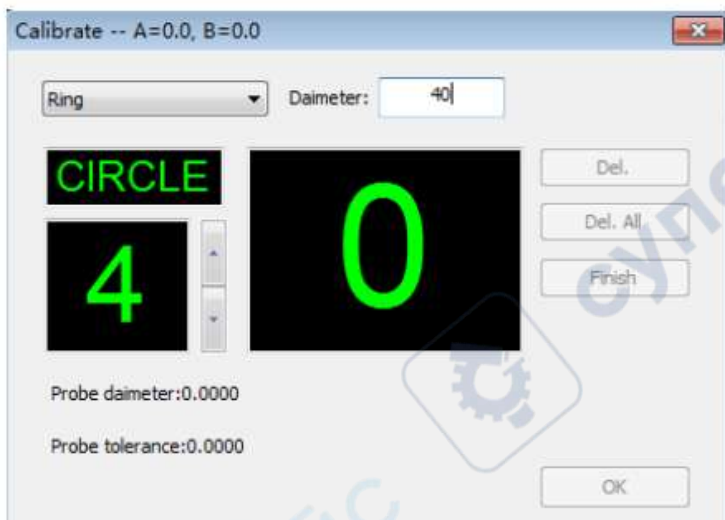 Calibrate -- A=0.0, B=0.0
Ring Daimeter: 40
CIRCLE
0
Del.
4
Del. All
Finish
Probe daimeter:0.0000
Probe tolerance:0.0000
OK